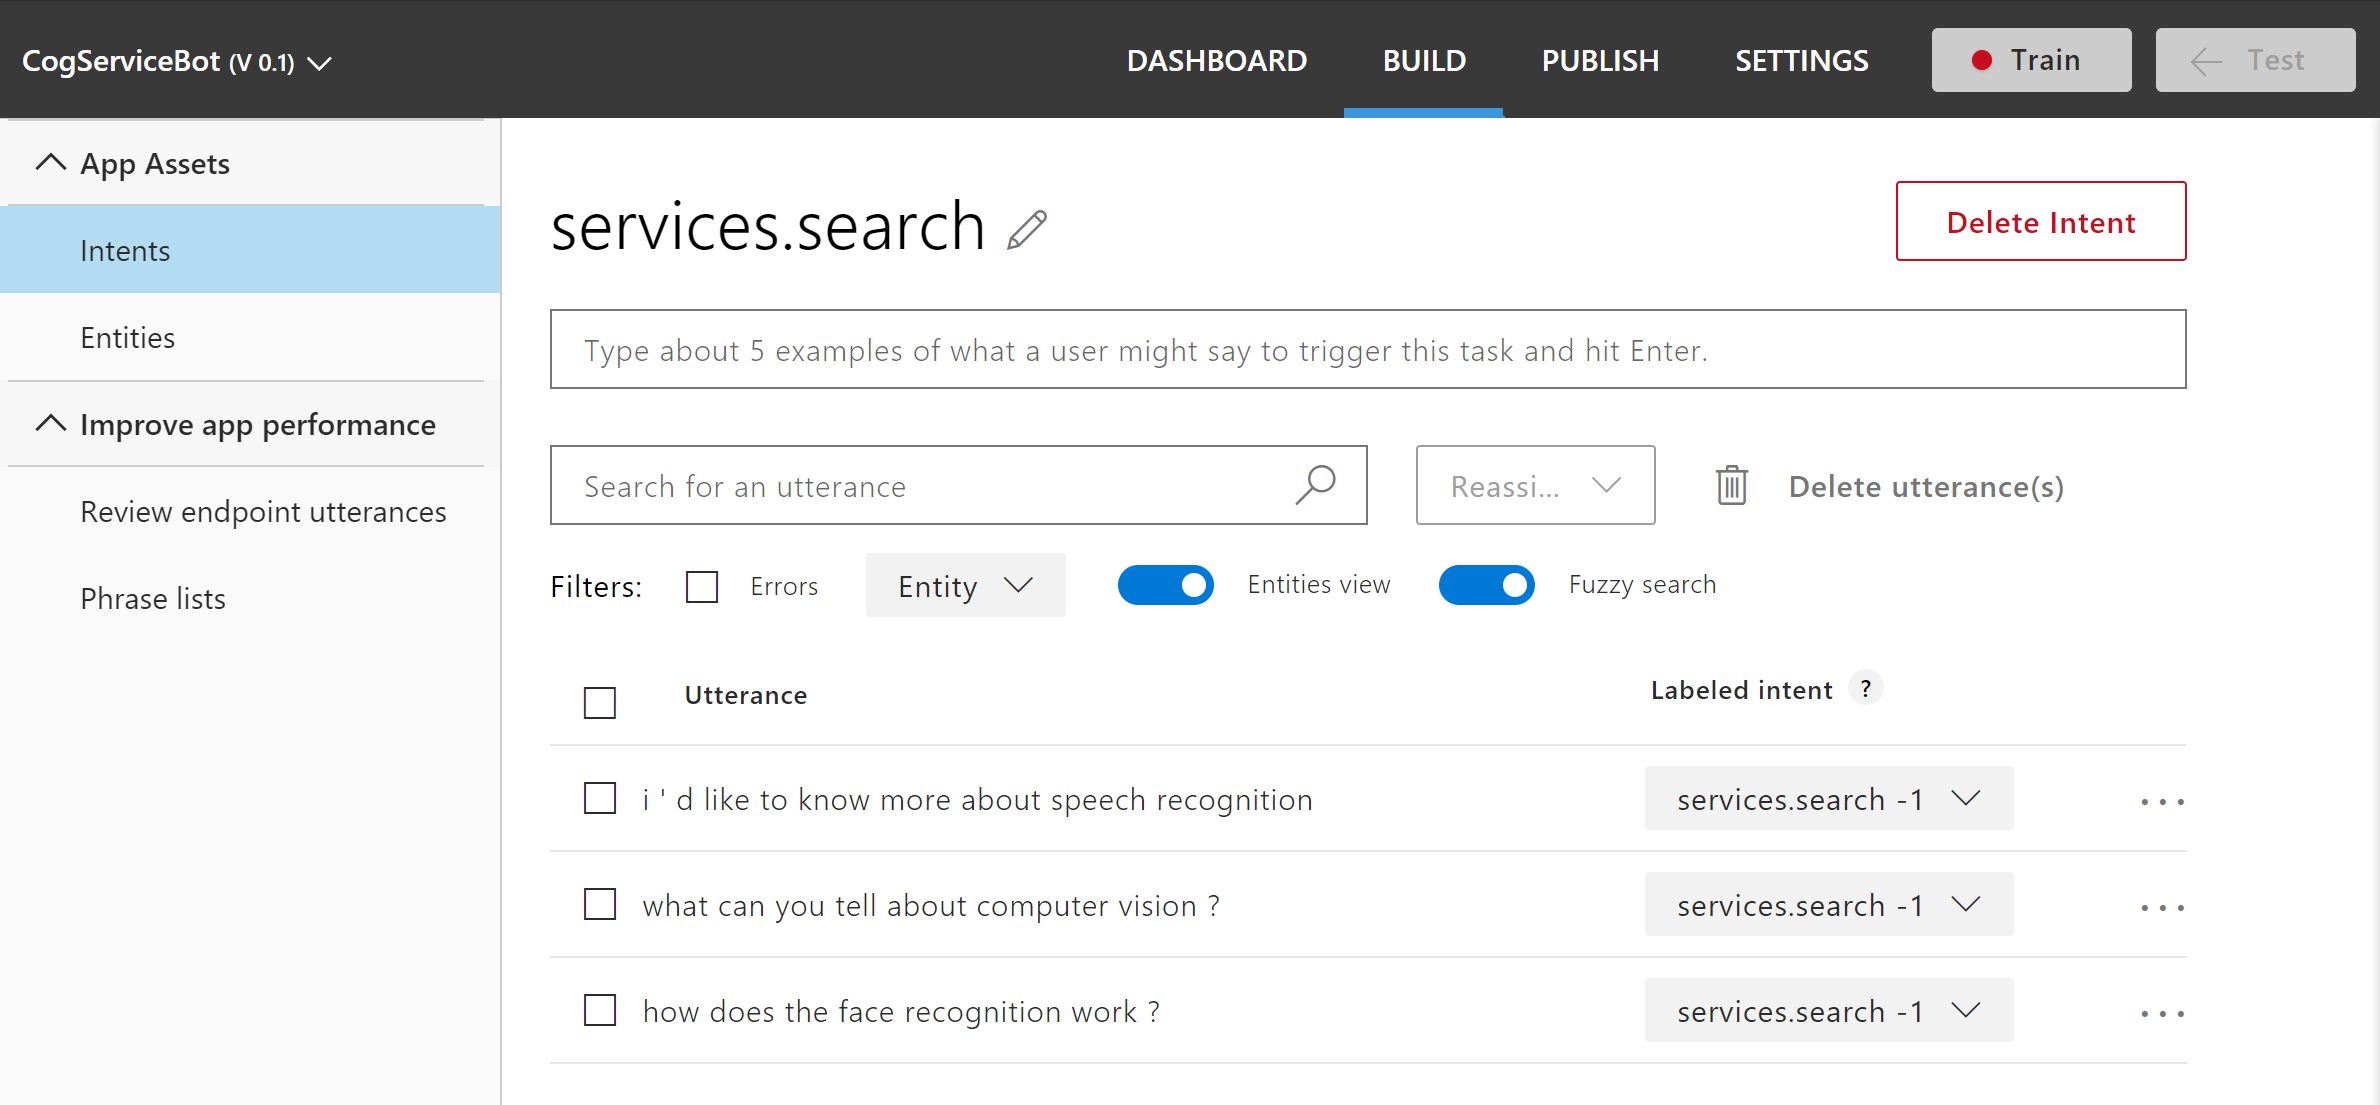 CogServiceBot (V 0.1)
DASHBOARD
BUILD
PUBLISH
SETTINGS
Train
Test
App Assets
Intents
Entities
Improve app performance
Review endpoint utterances
Phrase lists
services.search
Delete Intent
Type about 5 examples of what a user might say to trigger this task and hit Enter.
Search for an utterance
Reassi...
Delete utterance(s)
Filters:
Errors
Entity
Entities view
Fuzzy search
Utterance
Labeled intent ?
i ' d like to know more about speech recognition
services.search -1
what can you tell about computer vision ?
services.search -1
how does the face recognition work ?
services.search -1